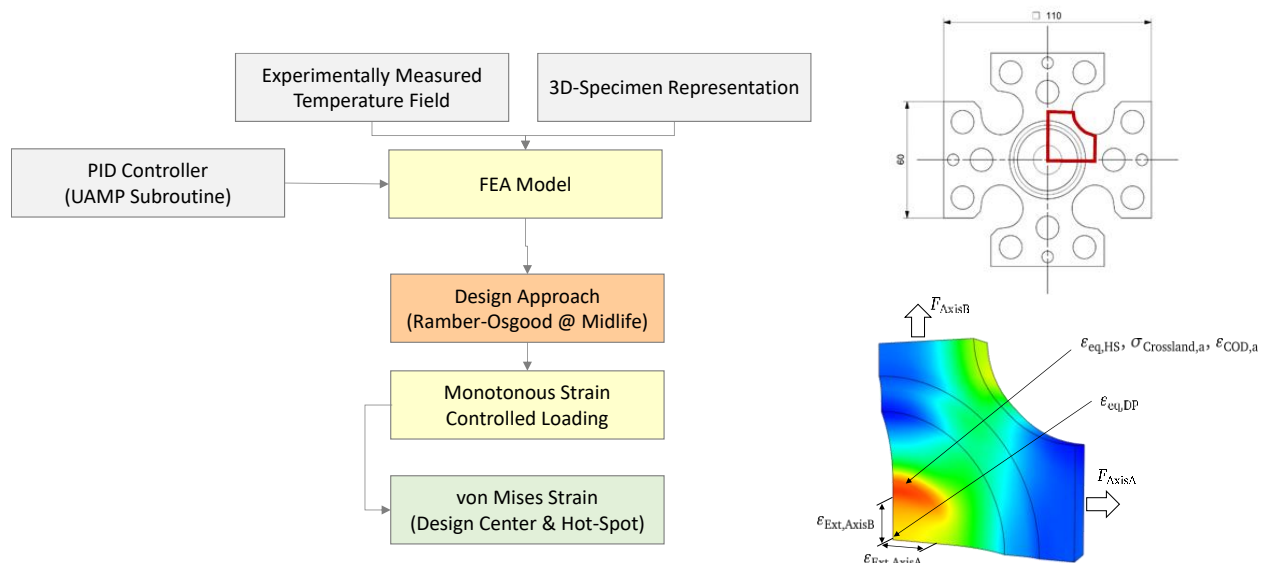 Experimentally Measured
Temperature Field
3D-Specimen Representation
PID Controller
(UAMP Subroutine)
FEA Model
Design Approach
(Ramber-Osgood @ Midlife)
Monotonous Strain
Controlled Loading
von Mises Strain
(Design Center & Hot-Spot)
□ 110
60
F_AxisB
ε_eq,HS, σ_Crossland,a, ε_COD,a
ε_eq,DP
F_AxisA
ε_Ext,AxisB
ε_Ext,AxisA